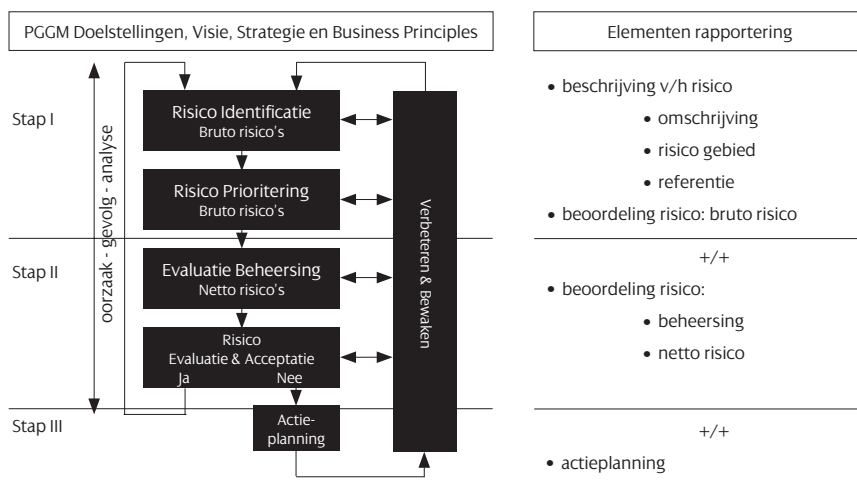 PGGM Doelstellingen, Visie, Strategie en Business Principles
Stap I
Stap II
Stap III
oorzaak - gevolg - analyse
Risico Identificatie
Bruto risico's
Risico Prioritering
Bruto risico's
Evaluatie Beheersing
Netto risico's
Risico
Evaluatie & Acceptatie
Ja Nee
Actie-
planning
Verbeteren & Bewaken
Elementen rapportering
• beschrijving v/h risico
• omschrijving
• risico gebied
• referentie
• beoordeling risico: bruto risico
+/+
• beoordeling risico:
• beheersing
• netto risico
+/+
• actieplanning